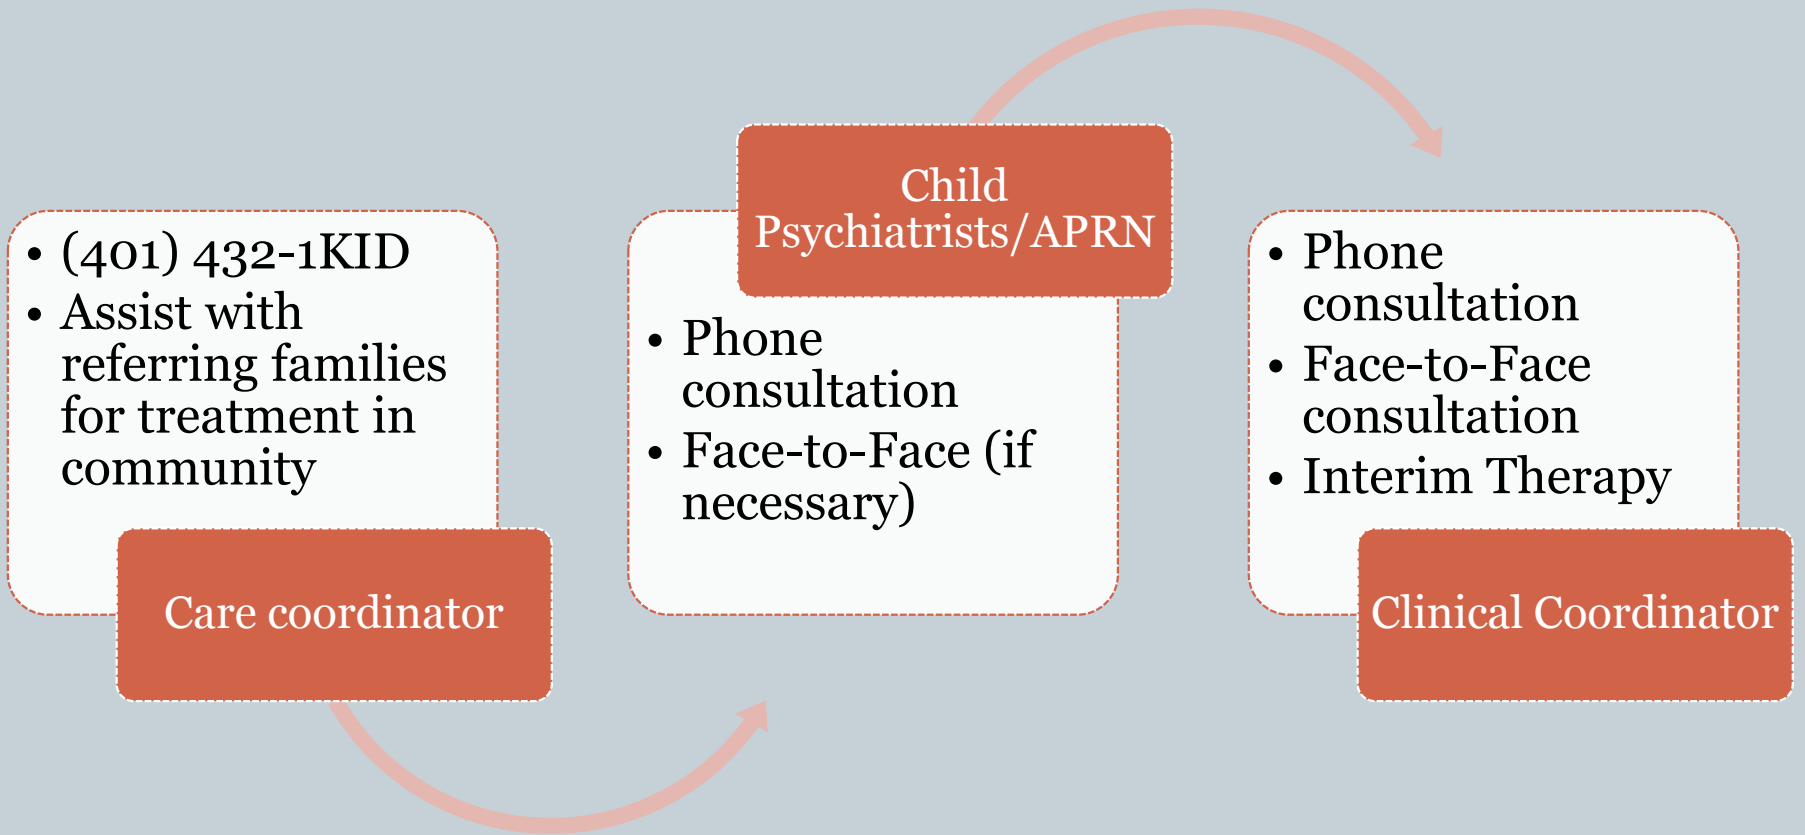 • (401) 432-1KID
• Assist with
referring families
for treatment in
community
Care coordinator
Child
Psychiatrists/APRN
• Phone
consultation
• Face-to-Face (if
necessary)
• Phone
consultation
• Face-to-Face
consultation
• Interim Therapy
Clinical Coordinator